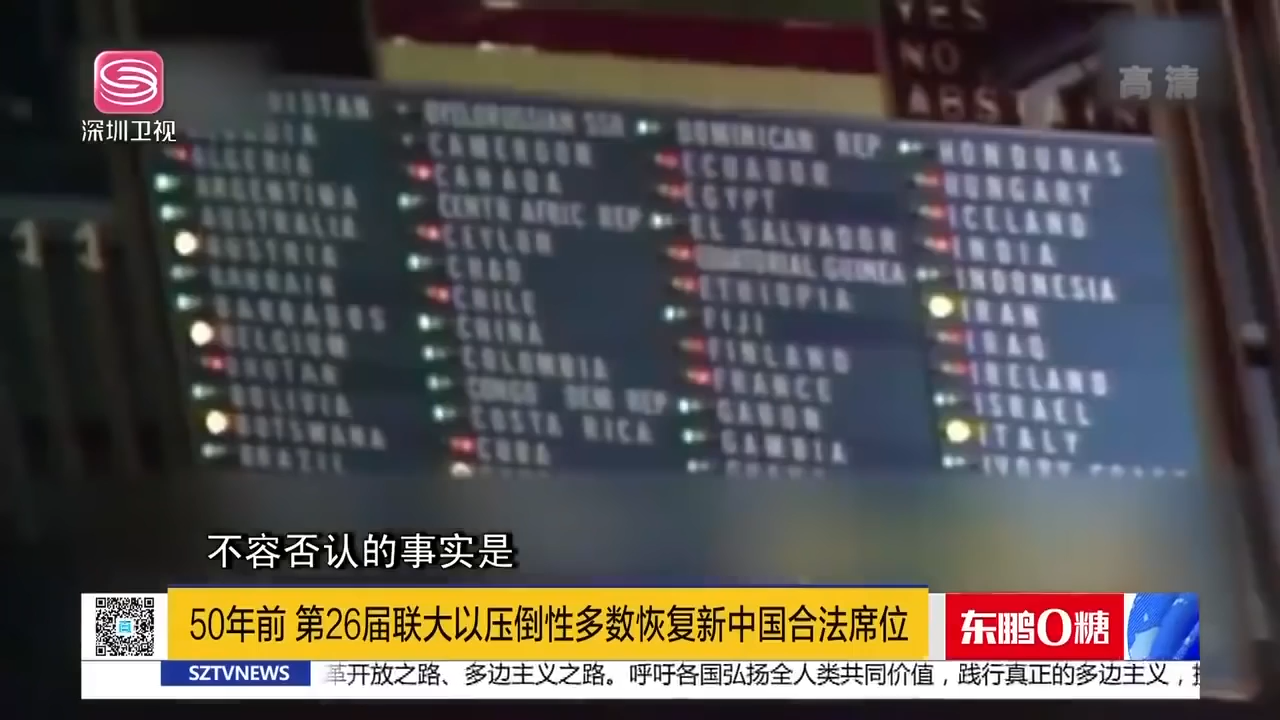 YES
NO
ABSTAIN
高清
深圳卫视
BYELORUSSIAN SSR
DOMINICAN REP
HONDURAS
CAMEROON
ECUADOR
HUNGARY
ALGERIA
CANADA
EGYPT
ICELAND
ARGENTINA
CENTR AFRIC REP
EL SALVADOR
INDIA
AUSTRALIA
CEYLON
EQUATORIAL GUINEA
INDONESIA
AUSTRIA
CHAD
ETHIOPIA
IRAN
BAHRAIN
CHILE
FIJI
IRAQ
BARBADOS
CHINA
FINLAND
IRELAND
BELGIUM
COLOMBIA
FRANCE
ISRAEL
BHUTAN
CONGO DEM REP
GABON
ITALY
BOLIVIA
COSTA RICA
GAMBIA
BOTSWANA
CUBA
BRAZIL
不容否认的事实是
50年前 第26届联大以压倒性多数恢复新中国合法席位
东鹏0糖
SZTVNEWS
革开放之路、多边主义之路。呼吁各国弘扬全人类共同价值，践行真正的多边主义，